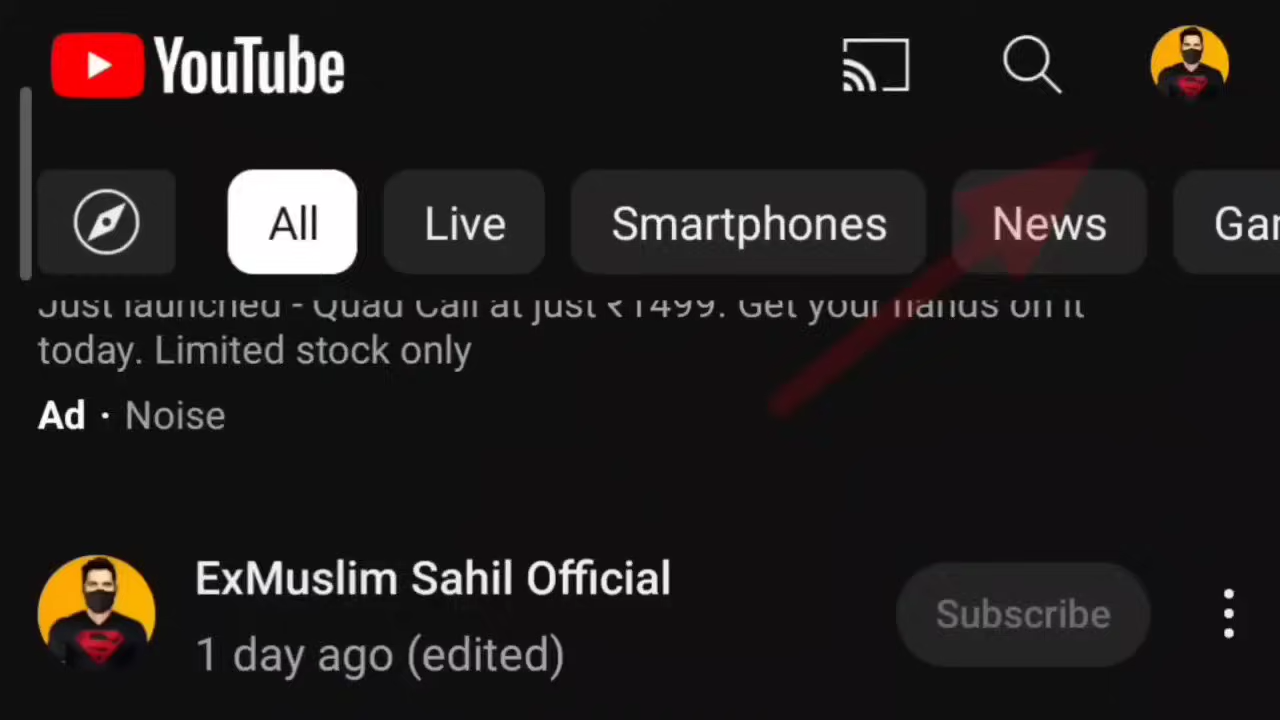 YouTube
All Live Smartphones News Gar
Just launched - Quad Call at just ₹1499. Get your hands on it
today. Limited stock only
Ad · Noise
ExMuslim Sahil Official
Subscribe
1 day ago (edited)